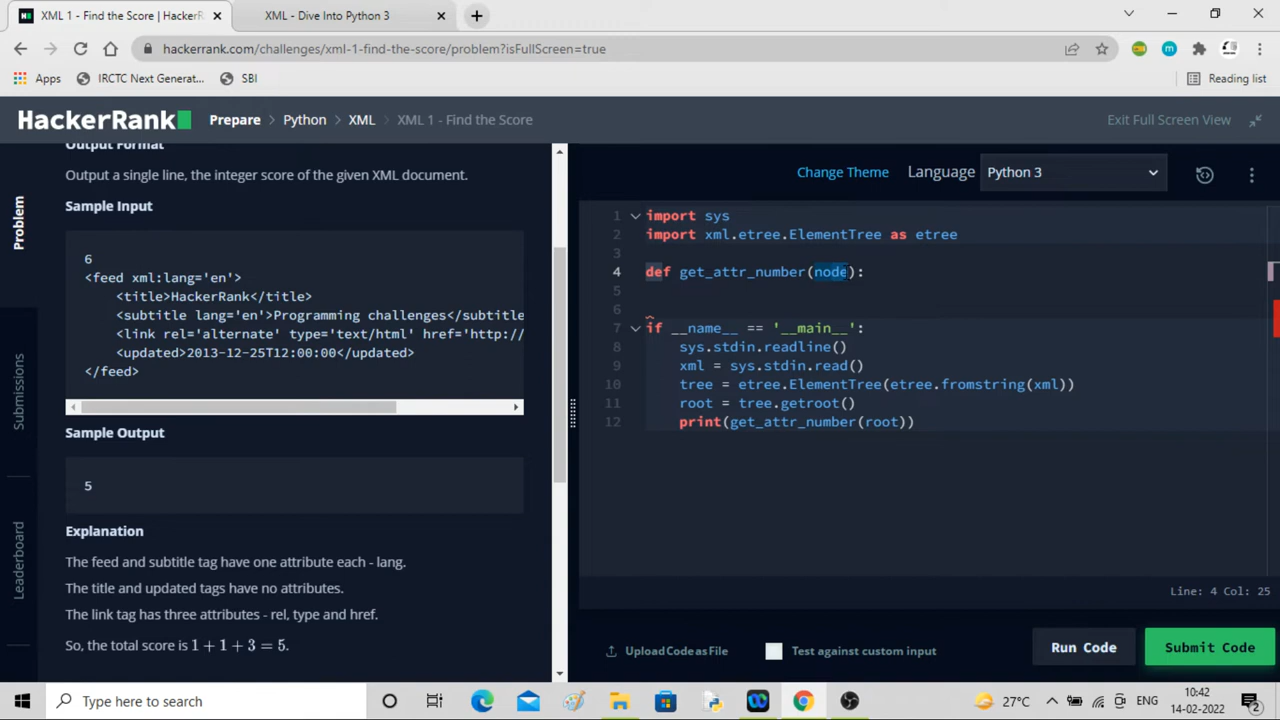 XML 1 - Find the Score | HackerR
XML - Dive Into Python 3
hackerrank.com/challenges/xml-1-find-the-score/problem?isFullScreen=true
Apps IRCTC Next Generat... SBI Reading list
HackerRank Prepare > Python > XML > XML 1 - Find the Score Exit Full Screen View
Problem
Submissions
Leaderboard
Output Format
Output a single line, the integer score of the given XML document.
Sample Input
6
<feed xml:lang='en'>
<title>HackerRank</title>
<subtitle lang='en'>Programming challenges</subtitle
<link rel='alternate' type='text/html' href='http:/
<updated>2013-12-25T12:00:00</updated>
</feed>
Sample Output
5
Explanation
The feed and subtitle tag have one attribute each - lang.
The title and updated tags have no attributes.
The link tag has three attributes - rel, type and href.
So, the total score is 1 + 1 + 3 = 5.
Change Theme Language Python 3
1 import sys
2 import xml.etree.ElementTree as etree
3
4 def get_attr_number(node):
5
6
7 if __name__ == '__main__':
8 sys.stdin.readline()
9 xml = sys.stdin.read()
10 tree = etree.ElementTree(etree.fromstring(xml))
11 root = tree.getroot()
12 print(get_attr_number(root))
Line: 4 Col: 25
Upload Code as File Test against custom input Run Code Submit Code
Type here to search 27°C ENG 10:42
14-02-2022
2